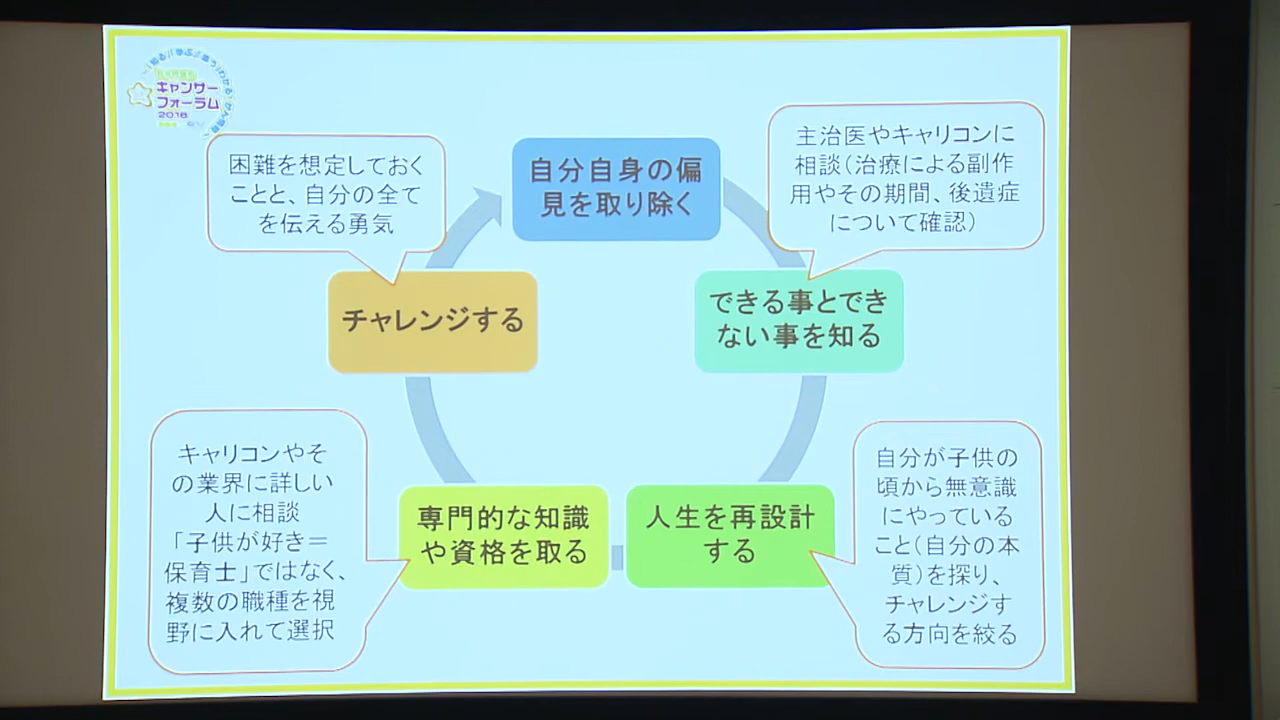 キャンサー
フォーラム
2018
自分自身の偏
見を取り除く
主治医やキャリコンに
相談(治療による副作
用やその期間、後遺症
について確認)
できる事とでき
ない事を知る
自分が子供の
頃から無意識
にやっている
こと(自分の本
質)を探り、
チャレンジす
る方向を絞る
人生を再設計
する
専門的な知識
や資格を取る
キャリコンやそ
の業界に詳しい
人に相談
「子供が好き=
保育士」ではなく、
複数の職種を視
野に入れて選択
チャレンジする
困難を想定しておく
ことと、自分の全て
を伝える勇気